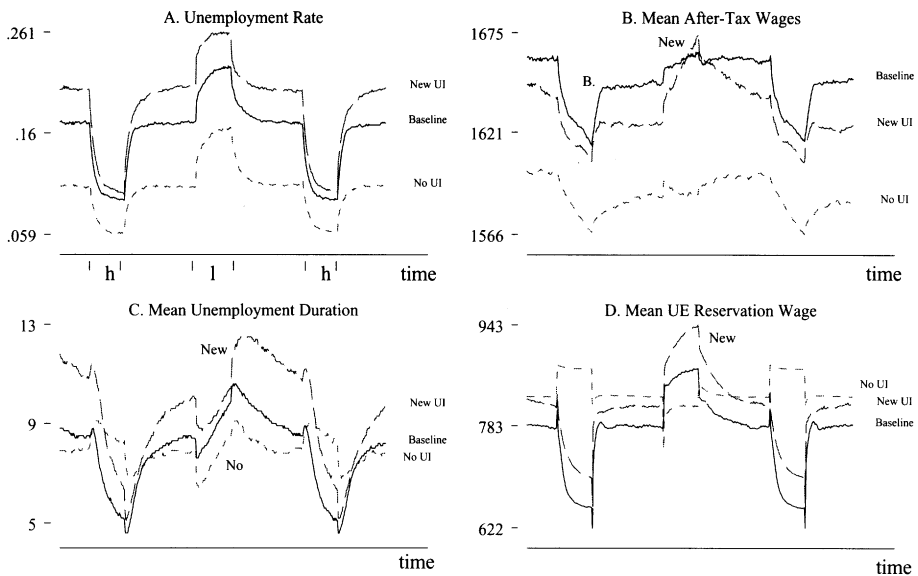 A. Unemployment Rate
.261
New UI
Baseline
.16
No UI
.059
h l h time
B. Mean After-Tax Wages
1675
New
Baseline
B.
1621
New UI
No UI
1566
time
C. Mean Unemployment Duration
13
New
New UI
9
Baseline
No UI
No
5
time
D. Mean UE Reservation Wage
943
New
No UI
New UI
783
Baseline
622
time